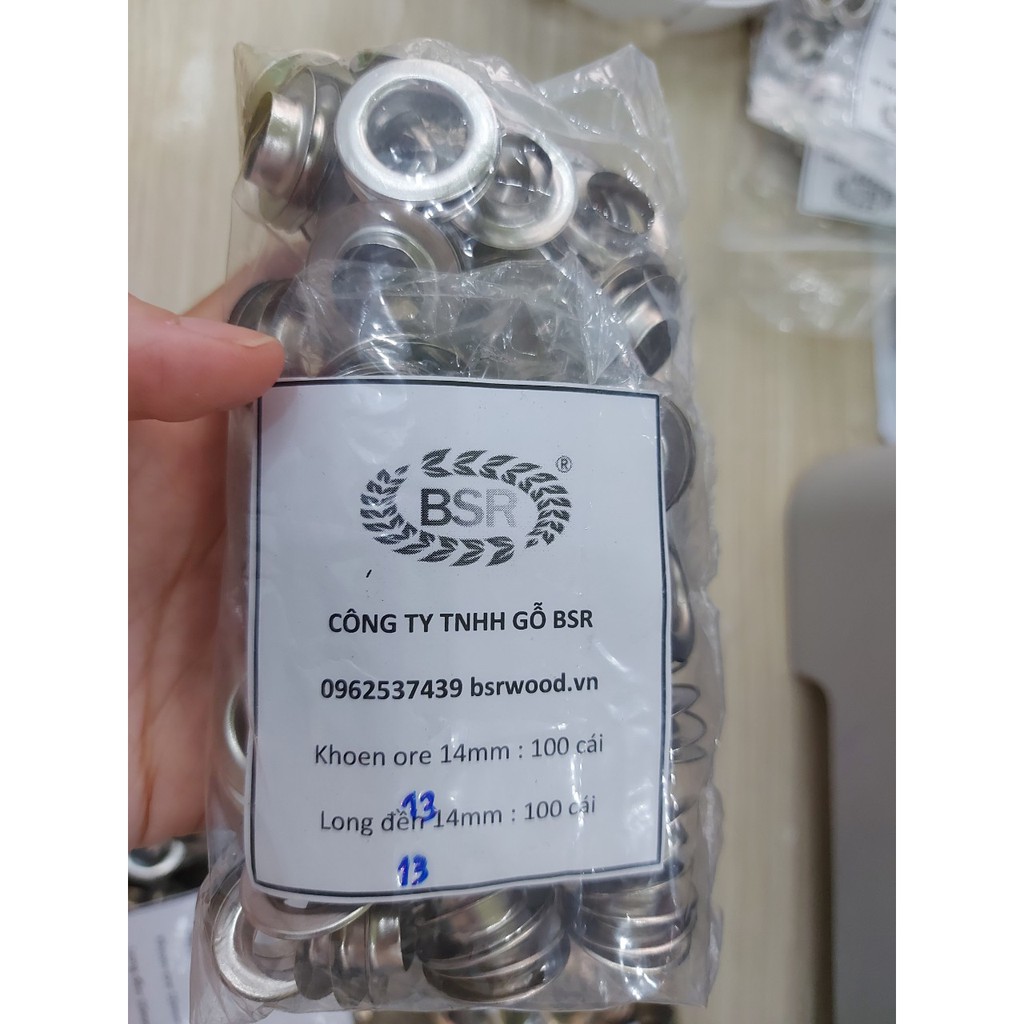 BSR ®
CÔNG TY TNHH GỖ BSR
0962537439 bsrwood.vn
Khoen ore 14mm : 100 cái
13
Long đền 14mm : 100 cái
13